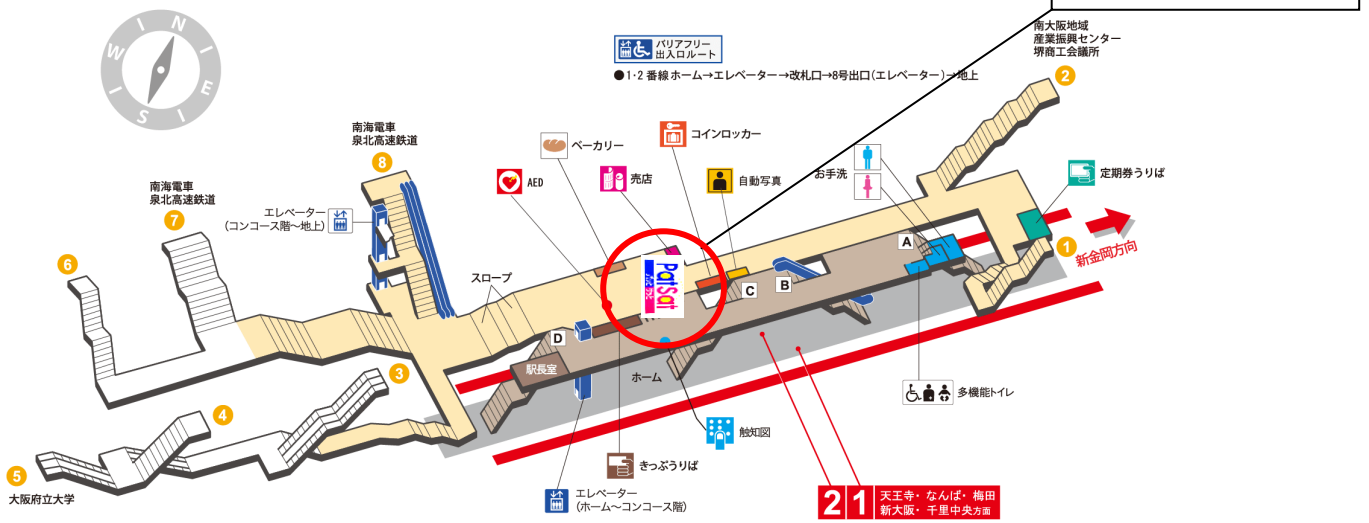 N
W
E
S
バリアフリー
出入口ルート
●1・2 番線 ホーム→エレベーター→改札口→8号出口(エレベーター)→地上
南大阪地域
産業振興センター
堺商工会議所
2
南海電車
泉北高速鉄道
8
ベーカリー
コインロッカー
AED
売店
自動写真
お手洗
定期券うりば
南海電車
泉北高速鉄道
7
エレベーター
(コンコース階〜地上)
6
スロープ
A
B
C
D
1
新金岡方向
PatSat
駅長室
ホーム
3
4
5
大阪府立大学
多機能トイレ
触知図
きっぷうりば
エレベーター
(ホーム〜コンコース階)
2 1
天王寺・なんば・梅田
新大阪・千里中央方面